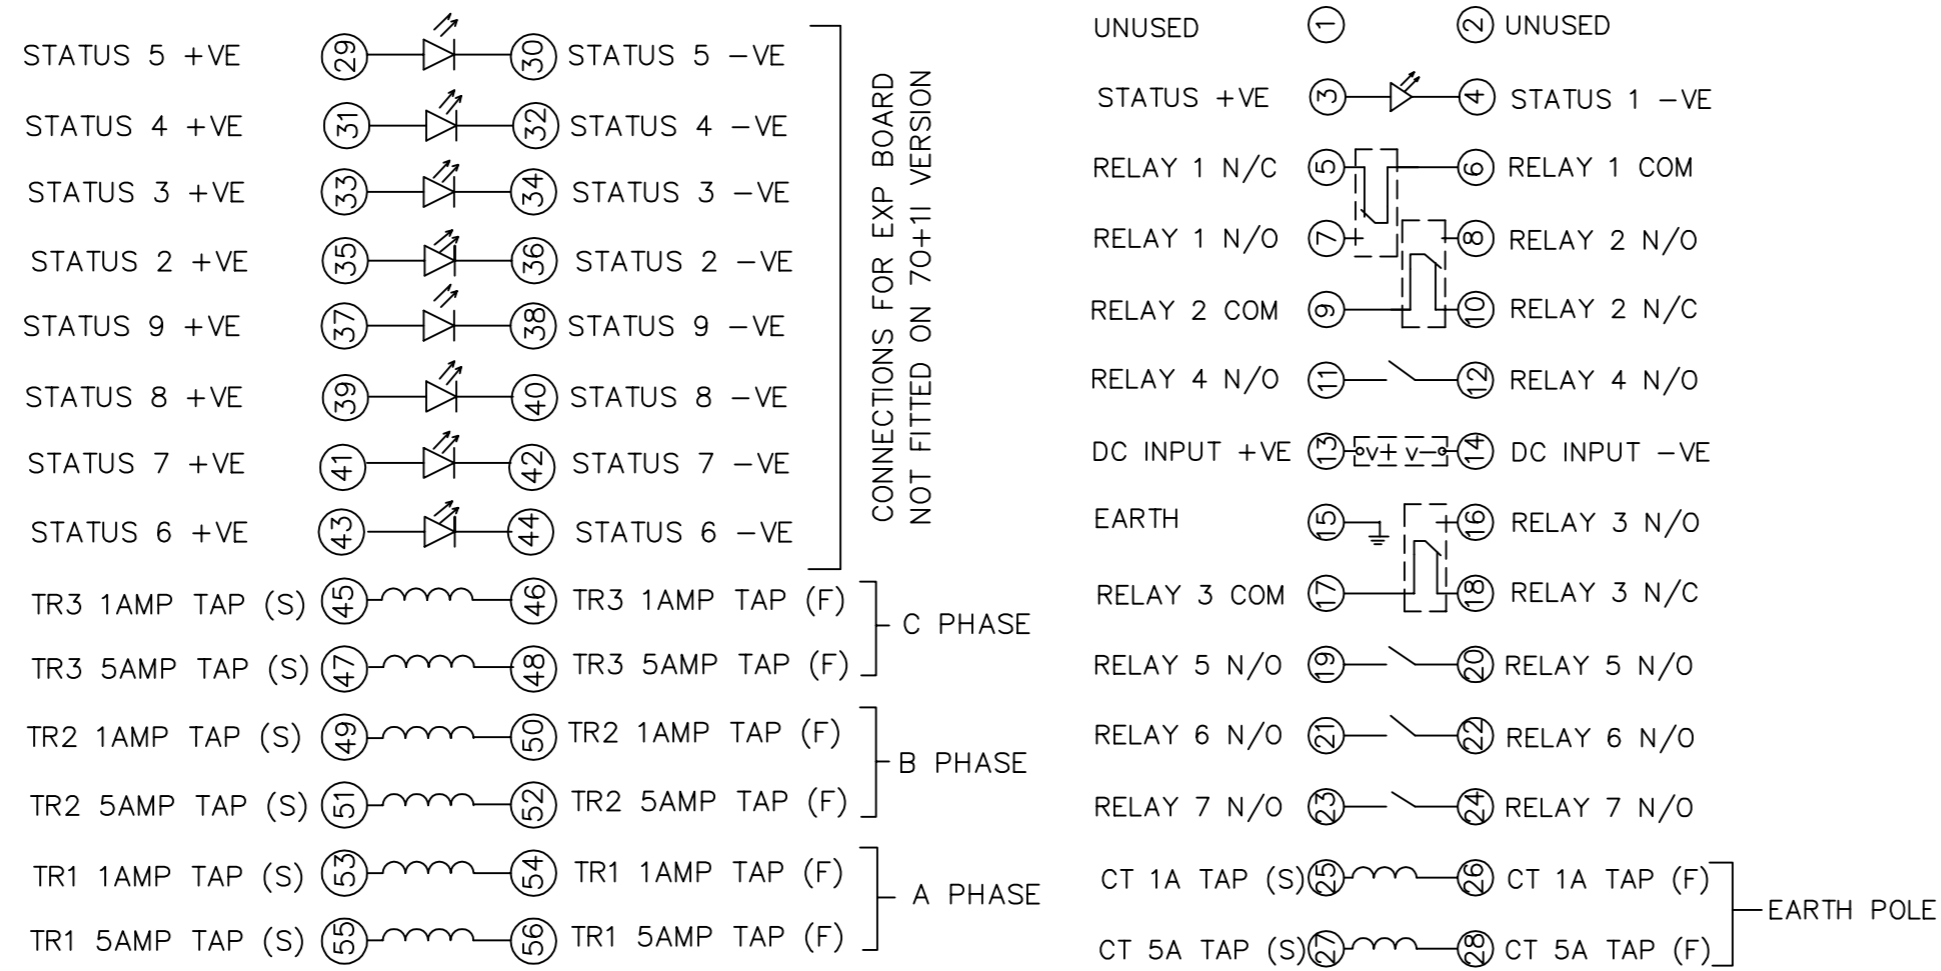 STATUS 5 +VE 29 30 STATUS 5 −VE
STATUS 4 +VE 31 32 STATUS 4 −VE
STATUS 3 +VE 33 34 STATUS 3 −VE
STATUS 2 +VE 35 36 STATUS 2 −VE
STATUS 9 +VE 37 38 STATUS 9 −VE
STATUS 8 +VE 39 40 STATUS 8 −VE
STATUS 7 +VE 41 42 STATUS 7 −VE
STATUS 6 +VE 43 44 STATUS 6 −VE
CONNECTIONS FOR EXP BOARD
NOT FITTED ON 7O+1I VERSION
TR3 1AMP TAP (S) 45 46 TR3 1AMP TAP (F)
C PHASE
TR3 5AMP TAP (S) 47 48 TR3 5AMP TAP (F)
TR2 1AMP TAP (S) 49 50 TR2 1AMP TAP (F)
B PHASE
TR2 5AMP TAP (S) 51 52 TR2 5AMP TAP (F)
TR1 1AMP TAP (S) 53 54 TR1 1AMP TAP (F)
A PHASE
TR1 5AMP TAP (S) 55 56 TR1 5AMP TAP (F)
UNUSED 1 2 UNUSED
STATUS +VE 3 4 STATUS 1 −VE
RELAY 1 N/C 5 6 RELAY 1 COM
RELAY 1 N/O 7 8 RELAY 2 N/O
RELAY 2 COM 9 10 RELAY 2 N/C
RELAY 4 N/O 11 12 RELAY 4 N/O
DC INPUT +VE 13 V+ V− 14 DC INPUT −VE
EARTH 15 16 RELAY 3 N/O
RELAY 3 COM 17 18 RELAY 3 N/C
RELAY 5 N/O 19 20 RELAY 5 N/O
RELAY 6 N/O 21 22 RELAY 6 N/O
RELAY 7 N/O 23 24 RELAY 7 N/O
CT 1A TAP (S) 25 26 CT 1A TAP (F)
EARTH POLE
CT 5A TAP (S) 27 28 CT 5A TAP (F)